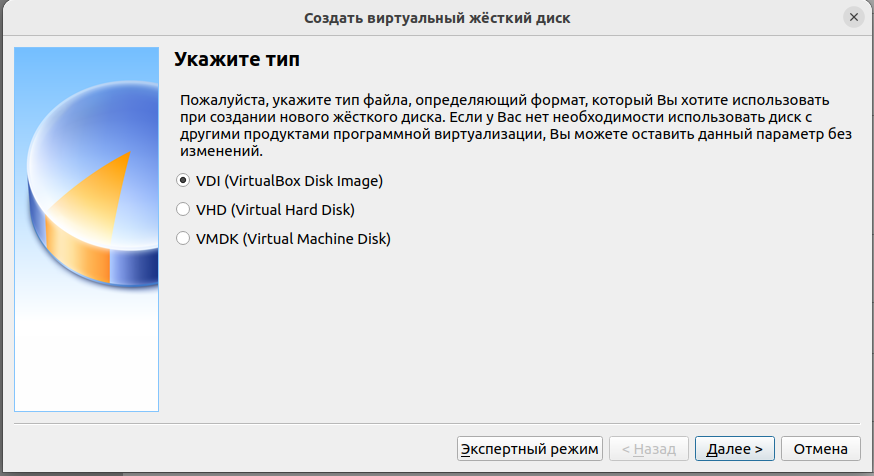 Создать виртуальный жёсткий диск
Укажите тип
Пожалуйста, укажите тип файла, определяющий формат, который Вы хотите использовать
при создании нового жёсткого диска. Если у Вас нет необходимости использовать диск с
другими продуктами программной виртуализации, Вы можете оставить данный параметр без
изменений.
VDI (VirtualBox Disk Image)
VHD (Virtual Hard Disk)
VMDK (Virtual Machine Disk)
Экспертный режим
< Назад
Далее >
Отмена